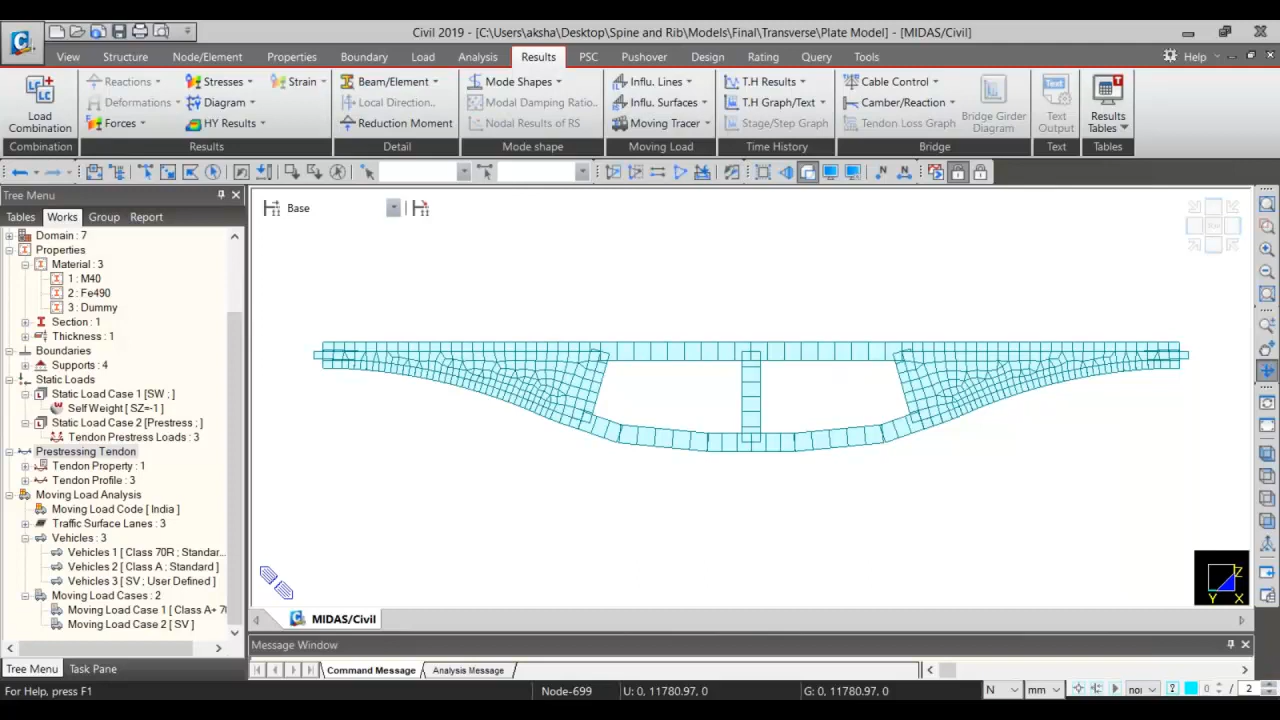 Civil 2019 - [C:\Users\aksha\Desktop\Spine and Rib\Models\Final\Transverse\Plate Model] - [MIDAS/Civil]
View Structure Node/Element Properties Boundary Load Analysis Results PSC Pushover Design Rating Query Tools Help
Load Combination
Reactions
Deformations
Forces
Stresses
Diagram
HY Results
Strain
Beam/Element
Local Direction..
Reduction Moment
Mode Shapes
Modal Damping Ratio..
Nodal Results of RS
Influ. Lines
Influ. Surfaces
Moving Tracer
T.H Results
T.H Graph/Text
Stage/Step Graph
Cable Control
Camber/Reaction
Tendon Loss Graph
Bridge Girder Diagram
Text Output
Results Tables
Combination Results Detail Mode shape Moving Load Time History Bridge Text Tables
Tree Menu
Tables Works Group Report
Base
Domain : 7
Properties
Material : 3
1 : M40
2 : Fe490
3 : Dummy
Section : 1
Thickness : 1
Boundaries
Supports : 4
Static Loads
Static Load Case 1 [SW ; ]
Self Weight [ SZ=-1 ]
Static Load Case 2 [Prestress ; ]
Tendon Prestress Loads : 3
Prestressing Tendon
Tendon Property : 1
Tendon Profile : 3
Moving Load Analysis
Moving Load Code [ India ]
Traffic Surface Lanes : 3
Vehicles : 3
Vehicles 1 [ Class 70R ; Standar...
Vehicles 2 [ Class A ; Standard ]
Vehicles 3 [ SV ; User Defined ]
Moving Load Cases : 2
Moving Load Case 1 [ Class A+ 7
Moving Load Case 2 [ SV ]
Z
Y X
MIDAS/Civil
Message Window
Tree Menu Task Pane
Command Message Analysis Message
For Help, press F1 Node-699 U: 0, 11780.97, 0 G: 0, 11780.97, 0 N mm 0 / 2